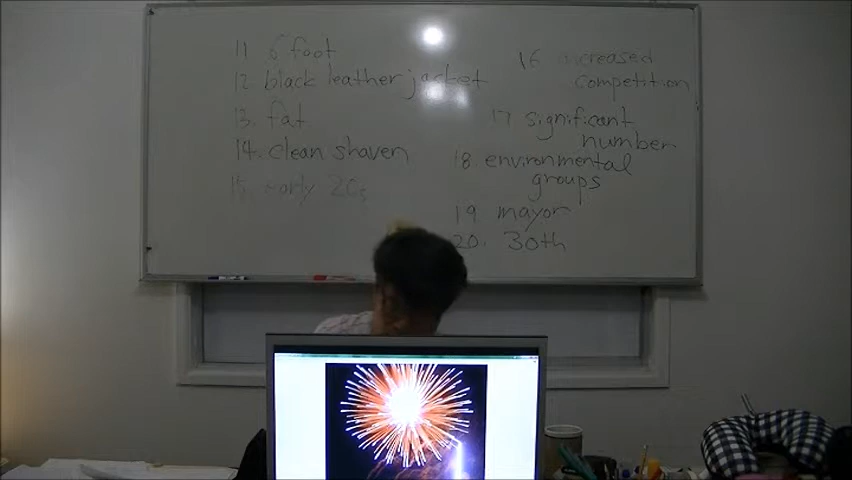 11 6 foot
12. black leather jacket
13. fat
14. clean shaven
15. early 20s
16 increased
competition
17 significant
number
18. environmental
groups
19 mayor
20. 30th